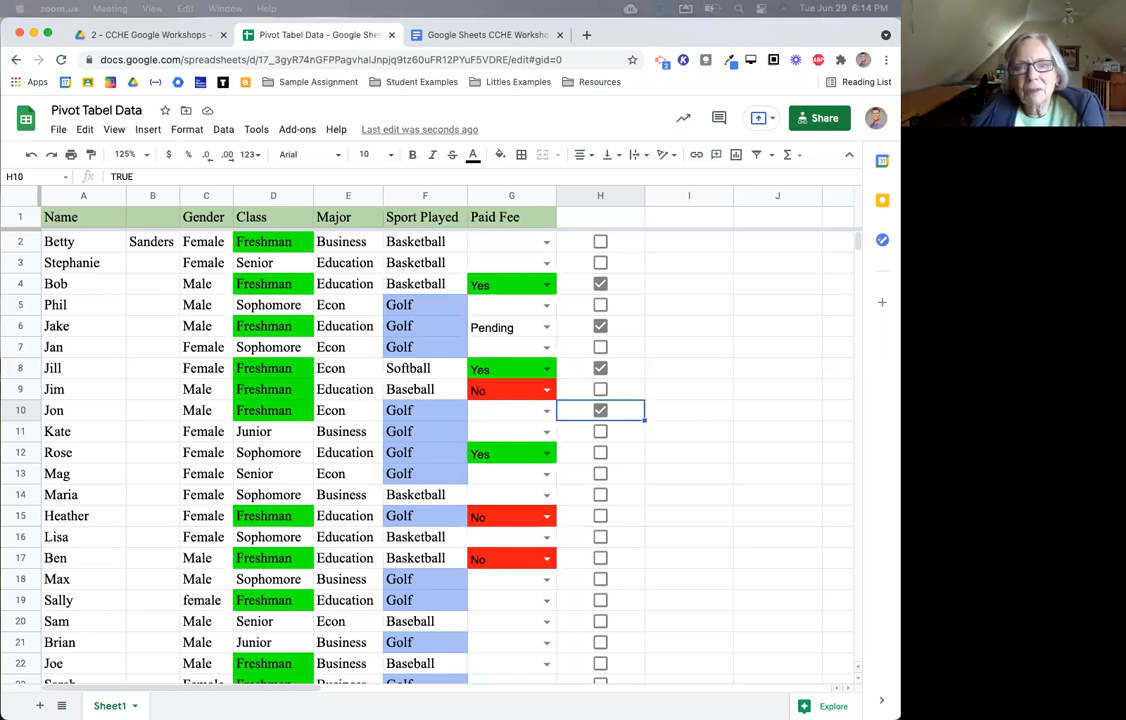 zoom.us Meeting View Edit Window Help Tue Jun 29 6:14 PM
2 - CCHE Google Workshops - Pivot Tabel Data - Google She Google Sheets CCHE Worksho
docs.google.com/spreadsheets/d/17_3gyR74nGFPPagvhalJnpjq9tz60uFR12PYuF5VDRE/edit#gid=0
Apps Sample Assignment Student Examples Littles Examples Resources Reading List
Pivot Tabel Data
File Edit View Insert Format Data Tools Add-ons Help Last edit was seconds ago Share
125% $ % .0 .00 123 Arial 10 B I S A
H10 fx TRUE
A B C D E F G H I J
1 Name Gender Class Major Sport Played Paid Fee
2 Betty Sanders Female Freshman Business Basketball
3 Stephanie Female Senior Education Basketball
4 Bob Male Freshman Education Basketball Yes
5 Phil Male Sophomore Econ Golf
6 Jake Male Freshman Education Golf Pending
7 Jan Female Sophomore Econ Golf
8 Jill Female Freshman Econ Softball Yes
9 Jim Male Freshman Education Baseball No
10 Jon Male Freshman Econ Golf
11 Kate Female Junior Business Golf
12 Rose Female Sophomore Education Golf Yes
13 Mag Female Senior Econ Golf
14 Maria Female Sophomore Business Basketball
15 Heather Female Freshman Education Golf No
16 Lisa Female Sophomore Education Basketball
17 Ben Male Freshman Education Basketball No
18 Max Male Sophomore Business Golf
19 Sally female Freshman Education Golf
20 Sam Male Senior Econ Baseball
21 Brian Male Junior Business Golf
22 Joe Male Freshman Business Baseball
Sheet1 Explore